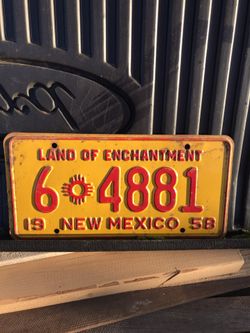 LAND OF ENCHANTMENT
6 4881
19 NEW MEXICO 58